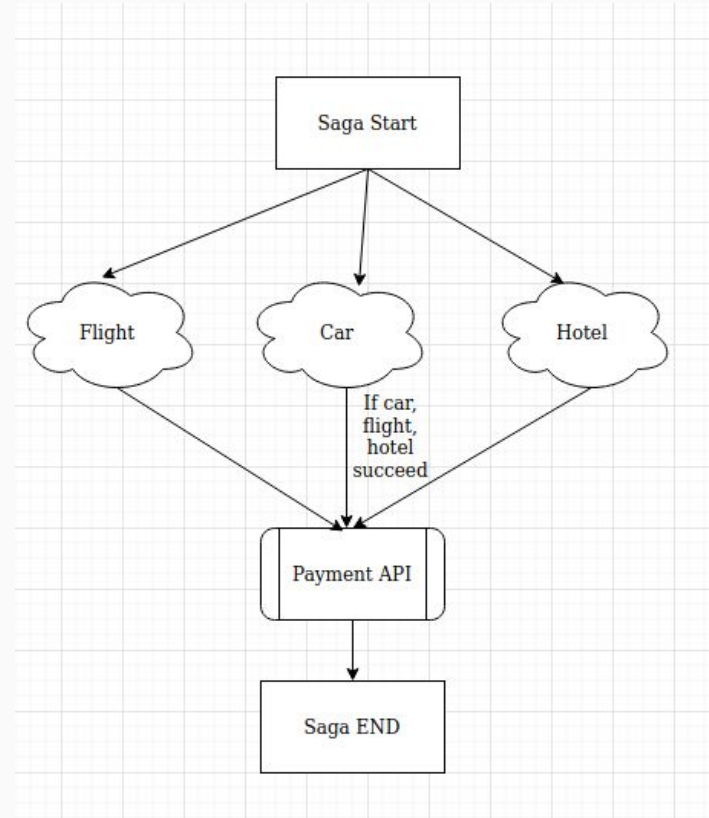 Saga Start
Flight
Car
Hotel
If car,
flight,
hotel
succeed
Payment API
Saga END